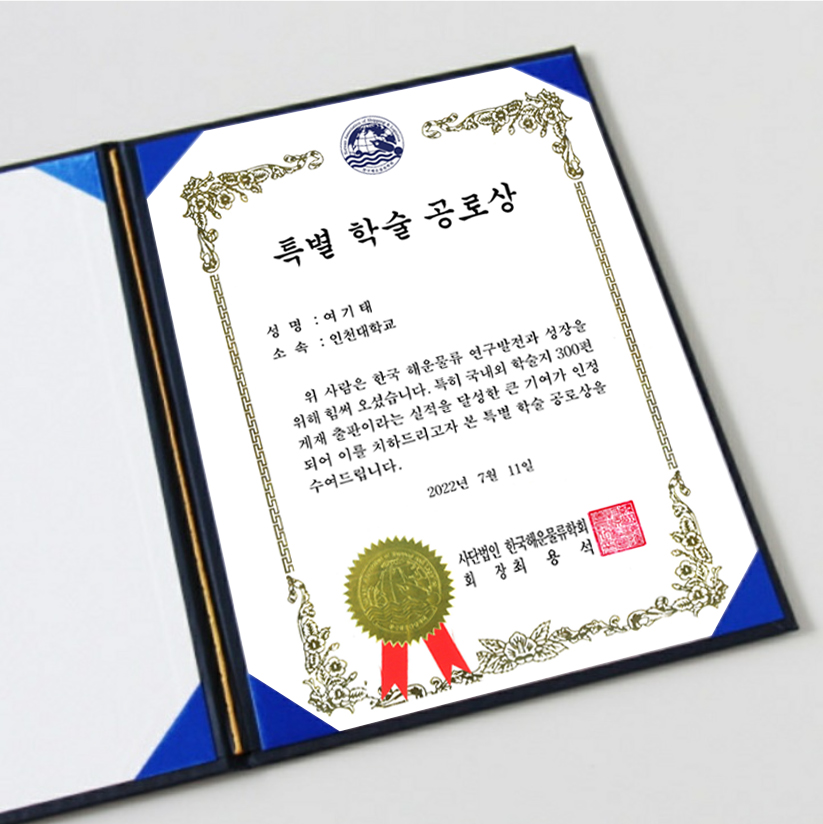 특별 학술 공로상
성 명 : 여 기 태
소 속 : 인천대학교
위 사람은 한국 해운물류 연구발전과 성장을
위해 힘써 오셨습니다. 특히 국내외 학술지 300편
게재 출판이라는 실적을 달성한 큰 기여가 인정
되어 이를 치하드리고자 본 특별 학술 공로상을
수여드립니다.
2022년 7월 11일
사단법인 한국해운물류학회
회 장 최 용 석